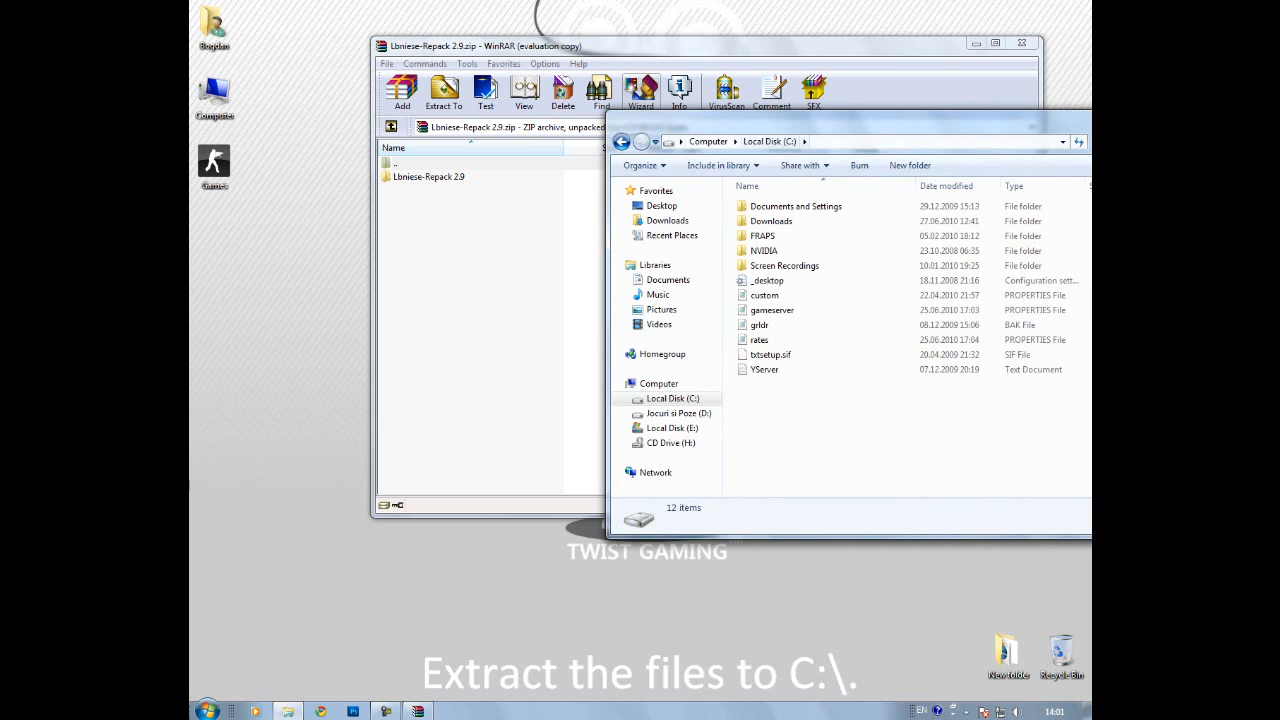 Bogdan
Computer
Games
Lbniese-Repack 2.9.zip - WinRAR (evaluation copy)
File Commands Tools Favorites Options Help
Add Extract To Test View Delete Find Wizard Info VirusScan Comment SFX
Lbniese-Repack 2.9.zip - ZIP archive, unpacked
Name
..
Lbniese-Repack 2.9
Computer Local Disk (C:)
Organize Include in library Share with Burn New folder
Favorites
Desktop
Downloads
Recent Places
Libraries
Documents
Music
Pictures
Videos
Homegroup
Computer
Local Disk (C:)
Jocuri si Poze (D:)
Local Disk (E:)
CD Drive (H:)
Network
Name Date modified Type
Documents and Settings 29.12.2009 15:13 File folder
Downloads 27.06.2010 12:41 File folder
FRAPS 05.02.2010 18:12 File folder
NVIDIA 23.10.2008 06:35 File folder
Screen Recordings 10.01.2010 19:25 File folder
_desktop 18.11.2008 21:16 Configuration sett...
custom 22.04.2010 21:57 PROPERTIES File
gameserver 25.06.2010 17:03 PROPERTIES File
grldr 08.12.2009 15:06 BAK File
rates 25.06.2010 17:04 PROPERTIES File
txtsetup.sif 20.04.2009 21:32 SIF File
YServer 07.12.2009 20:19 Text Document
12 items
TWIST GAMING
Extract the files to C:\.
New folder
Recycle Bin
EN
14:01